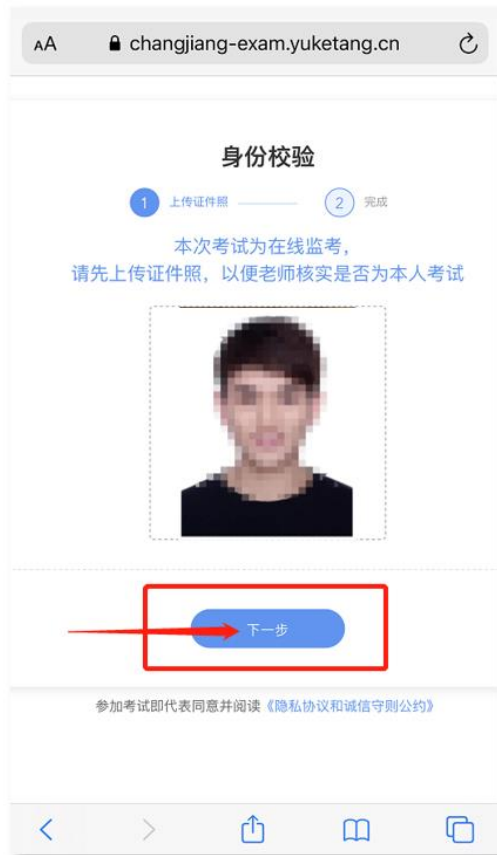 AA changjiang-exam.yuketang.cn
身份校验
1 上传证件照 2 完成
本次考试为在线监考，
请先上传证件照，以便老师核实是否为本人考试
下一步
参加考试即代表同意并阅读《隐私协议和诚信守则公约》